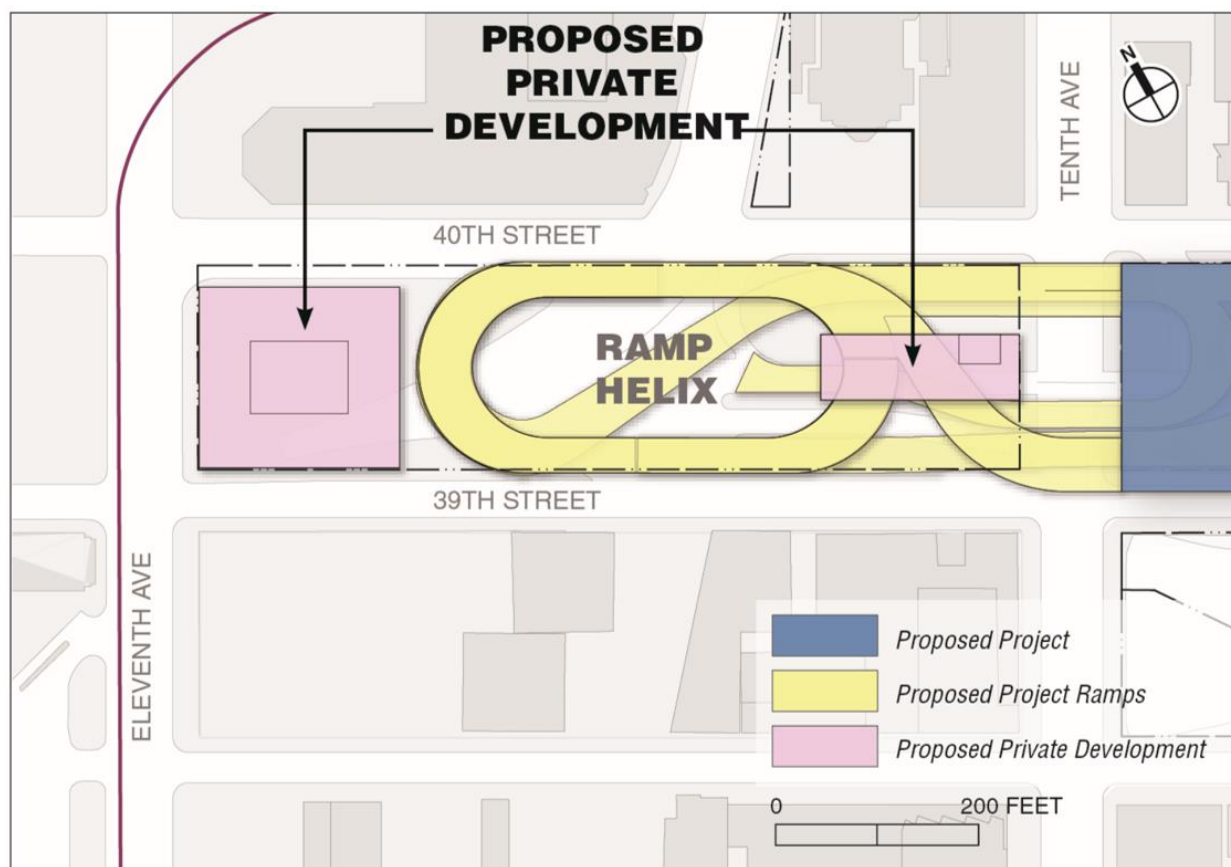 PROPOSED
PRIVATE
DEVELOPMENT
N
TENTH AVE
40TH STREET
RAMP
HELIX
39TH STREET
ELEVENTH AVE
Proposed Project
Proposed Project Ramps
Proposed Private Development
0 200 FEET